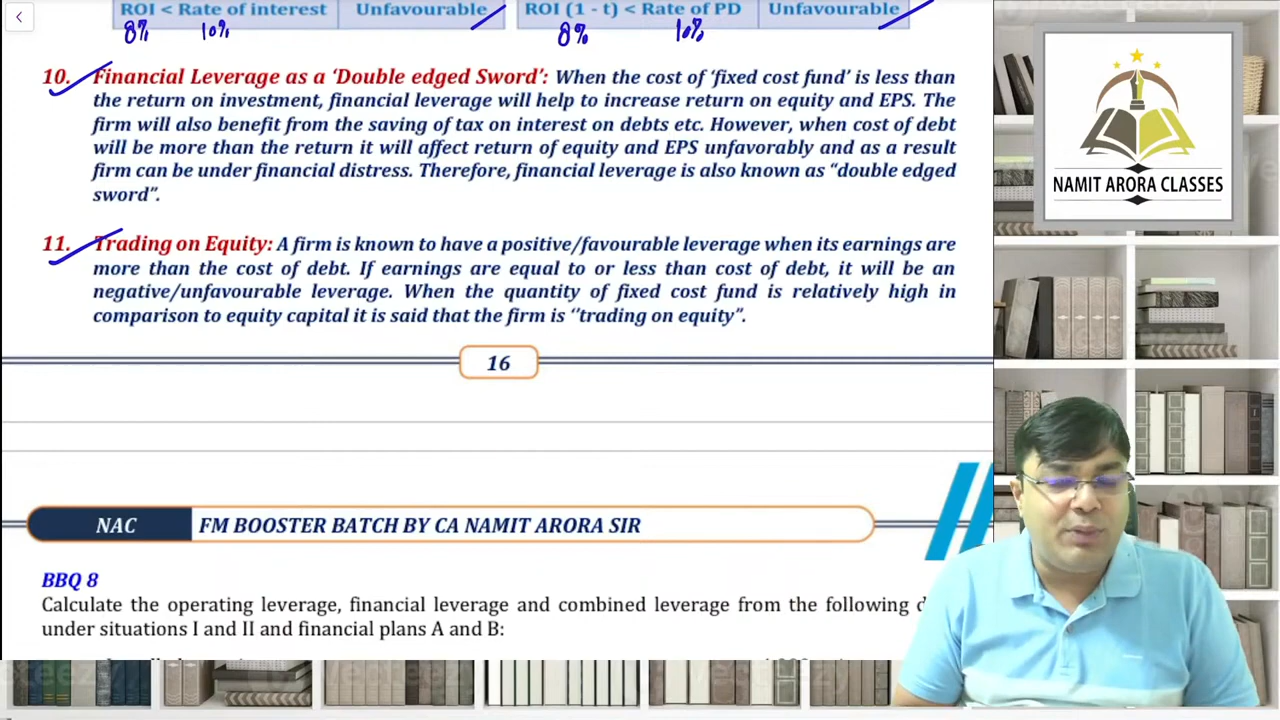 ROI < Rate of interest Unfavourable ROI (1 - t) < Rate of PD Unfavourable
8% 10% 8% 10%
10. Financial Leverage as a ‘Double edged Sword’: When the cost of ‘fixed cost fund’ is less than
the return on investment, financial leverage will help to increase return on equity and EPS. The
firm will also benefit from the saving of tax on interest on debts etc. However, when cost of debt
will be more than the return it will affect return of equity and EPS unfavorably and as a result
firm can be under financial distress. Therefore, financial leverage is also known as “double edged
sword”.
11. Trading on Equity: A firm is known to have a positive/favourable leverage when its earnings are
more than the cost of debt. If earnings are equal to or less than cost of debt, it will be an
negative/unfavourable leverage. When the quantity of fixed cost fund is relatively high in
comparison to equity capital it is said that the firm is ‘’trading on equity”.
16
NAC FM BOOSTER BATCH BY CA NAMIT ARORA SIR
BBQ 8
Calculate the operating leverage, financial leverage and combined leverage from the following
under situations I and II and financial plans A and B:
NAMIT ARORA CLASSES